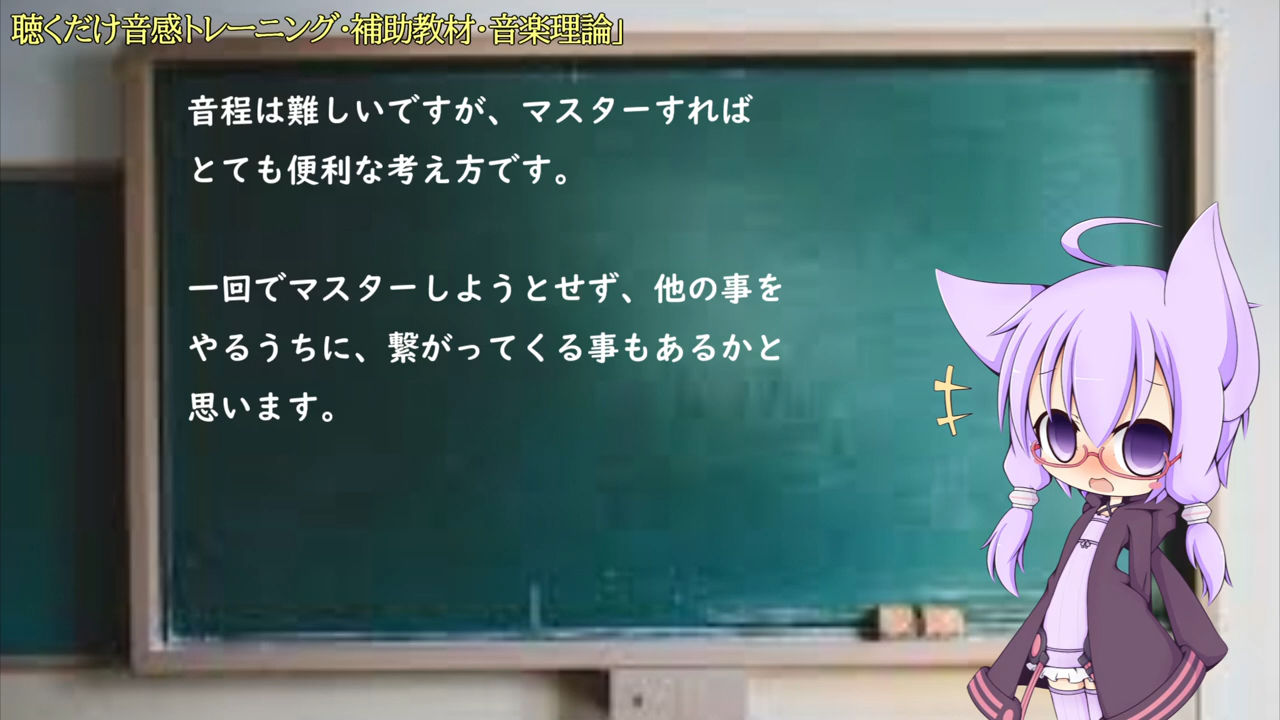 聴くだけ音感トレーニング・補助教材・音楽理論」
音程は難しいですが、マスターすれば
とても便利な考え方です。
一回でマスターしようとせず、他の事を
やるうちに、繋がってくる事もあるかと
思います。